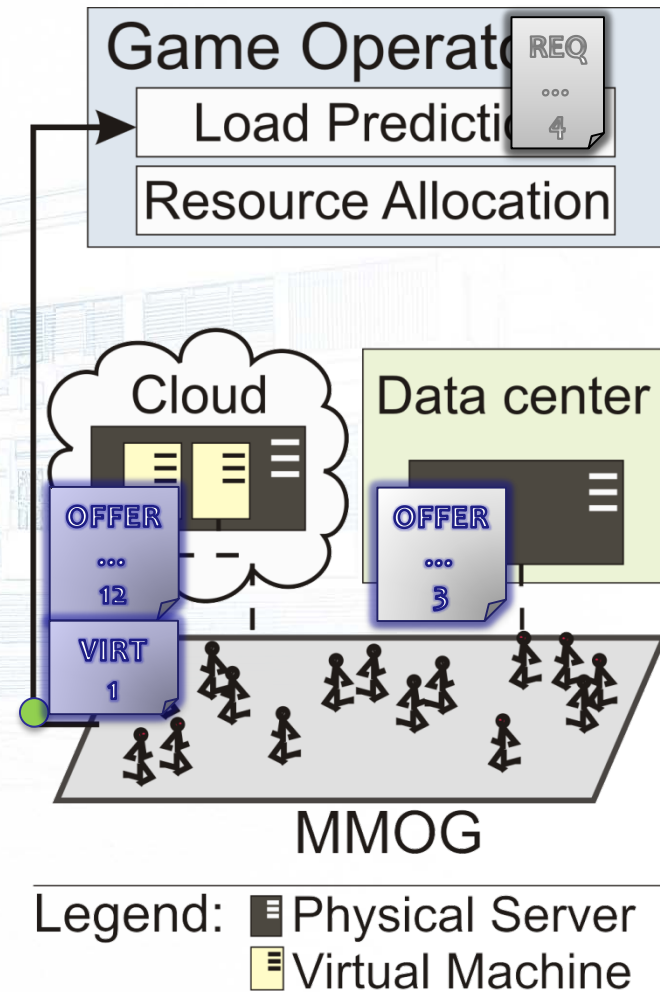 Game Operato
REQ
...
4
Load Predicti
Resource Allocation
Cloud
Data center
OFFER
...
12
OFFER
...
3
VIRT
1
MMOG
Legend:
Physical Server
Virtual Machine